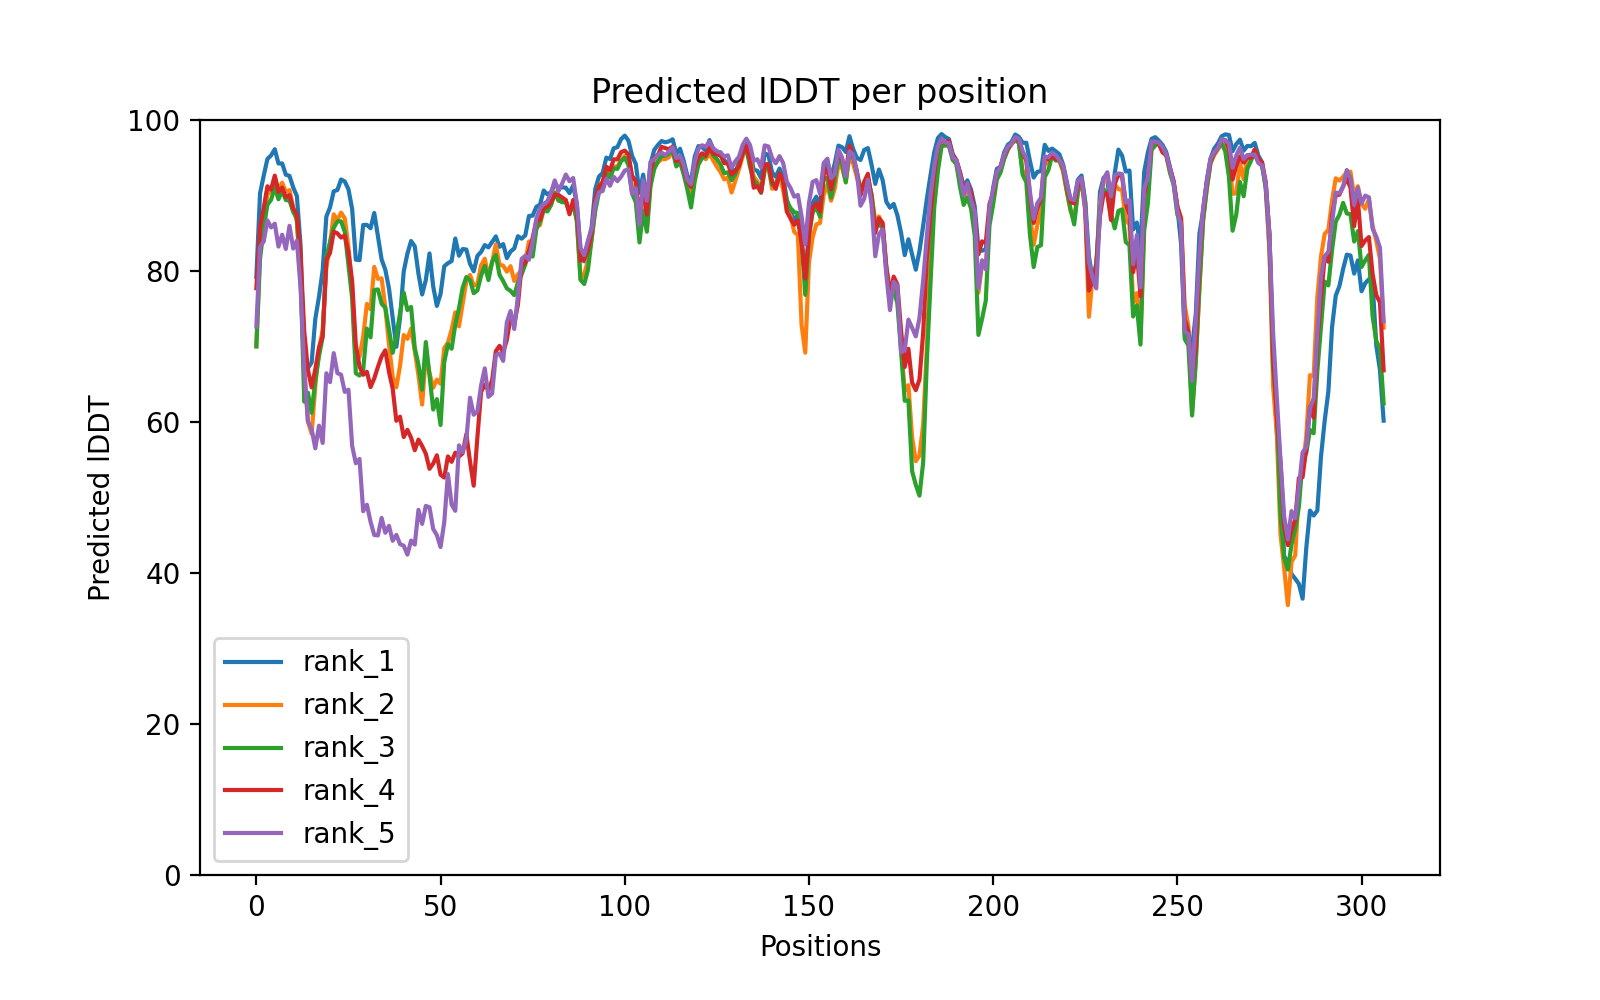 Predicted lDDT per position
Predicted lDDT
100
80
60
40
20
0
rank_1
rank_2
rank_3
rank_4
rank_5
0 50 100 150 200 250 300
Positions